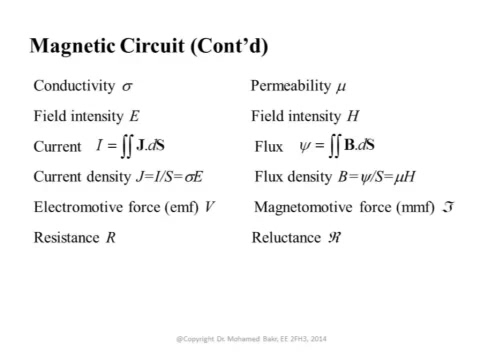 Magnetic Circuit (Cont’d)
Conductivity σ Permeability μ
Field intensity E Field intensity H
Current I = ∬ J.dS Flux ψ = ∬ B.dS
Current density J=I/S=σE Flux density B=ψ/S=μH
Electromotive force (emf) V Magnetomotive force (mmf) ℑ
Resistance R Reluctance ℜ
@Copyright Dr. Mohamed Bakr, EE 2FH3, 2014